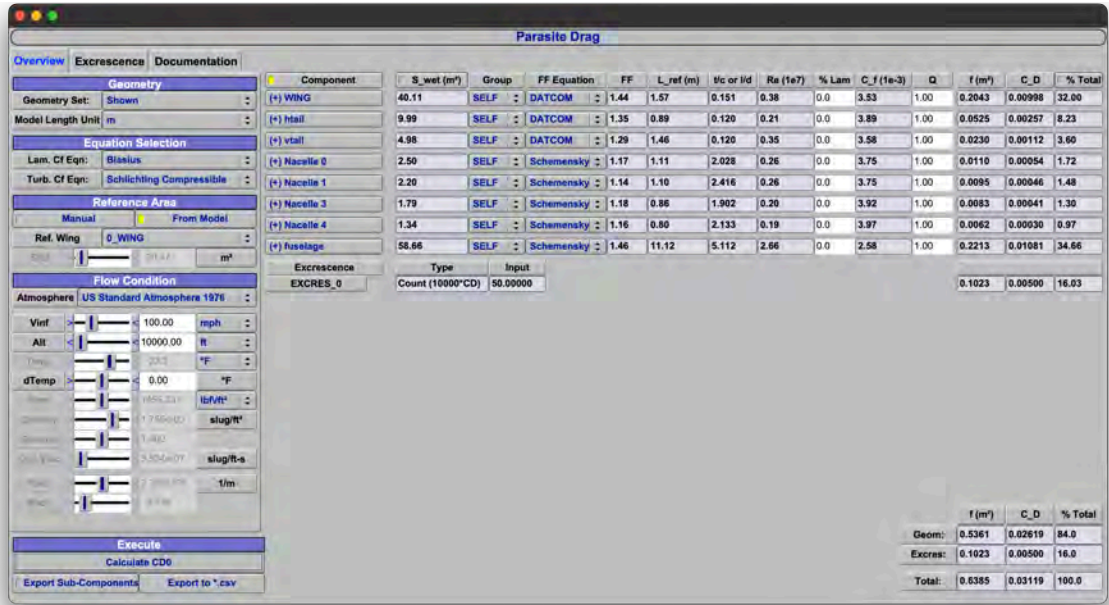 Parasite Drag
Overview Excrescence Documentation
Geometry
Geometry Set: Shown
Model Length Unit m
Equation Selection
Lam. Cf Eqn: Blasius
Turb. Cf Eqn: Schlichting Compressible
Reference Area
Manual From Model
Ref. Wing 0_WING
m²
Flow Condition
Atmosphere US Standard Atmosphere 1976
Vinf > < 100.00 mph
Alt < < 10000.00 ft
°F
dTemp > < 0.00 °F
lbf/ft²
slug/ft³
slug/ft-s
1/m
Execute
Calculate CD0
Export Sub-Components Export to *.csv
Component S_wet (m²) Group FF Equation FF L_ref (m) t/c or l/d Re (1e7) % Lam C_f (1e-3) Q f (m²) C_D % Total
(+) WING 40.11 SELF DATCOM 1.44 1.57 0.151 0.38 0.0 3.53 1.00 0.2043 0.00998 32.00
(+) htail 9.99 SELF DATCOM 1.35 0.89 0.120 0.21 0.0 3.89 1.00 0.0525 0.00257 8.23
(+) vtail 4.98 SELF DATCOM 1.29 1.46 0.120 0.35 0.0 3.58 1.00 0.0230 0.00112 3.60
(+) Nacelle 0 2.50 SELF Schemensky 1.17 1.11 2.028 0.26 0.0 3.75 1.00 0.0110 0.00054 1.72
(+) Nacelle 1 2.20 SELF Schemensky 1.14 1.10 2.416 0.26 0.0 3.75 1.00 0.0095 0.00046 1.48
(+) Nacelle 3 1.79 SELF Schemensky 1.18 0.86 1.902 0.20 0.0 3.92 1.00 0.0083 0.00041 1.30
(+) Nacelle 4 1.34 SELF Schemensky 1.16 0.80 2.133 0.19 0.0 3.97 1.00 0.0062 0.00030 0.97
(+) fuselage 58.66 SELF Schemensky 1.46 11.12 5.112 2.66 0.0 2.58 1.00 0.2213 0.01081 34.66
Excrescence Type Input
EXCRES_0 Count (10000*CD) 50.00000 0.1023 0.00500 16.03
f (m²) C_D % Total
Geom: 0.5361 0.02619 84.0
Excres: 0.1023 0.00500 16.0
Total: 0.6385 0.03119 100.0